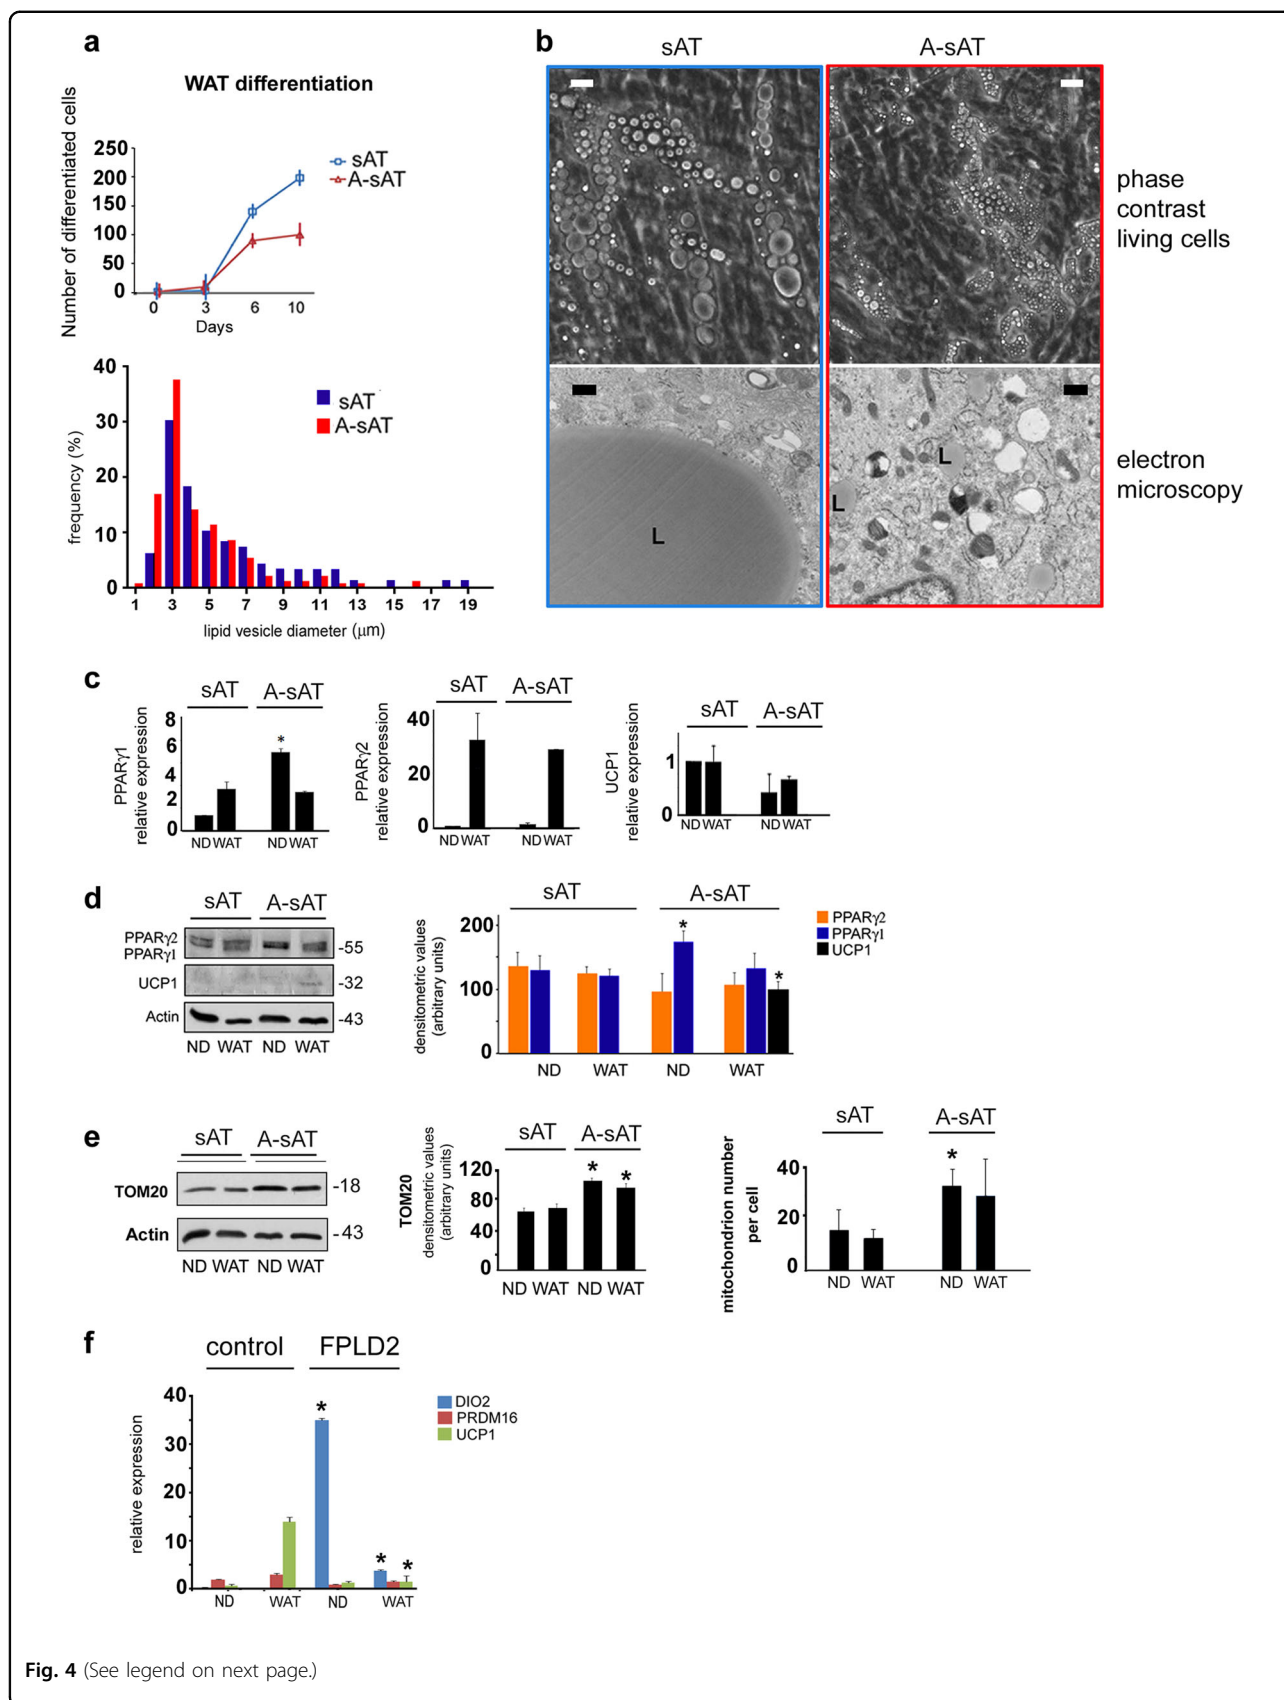 a
WAT differentiation
Number of differentiated cells
250
200
150
100
50
0
0 3 6 10
Days
sAT
A-sAT
frequency (%)
40
30
20
10
0
1 3 5 7 9 11 13 15 17 19
lipid vesicle diameter (μm)
sAT
A-sAT
b
sAT A-sAT
phase
contrast
living cells
L
L
L
electron
microscopy
c
sAT A-sAT
PPARγ1
relative expression
8
6
4
2
0
ND WAT ND WAT
sAT A-sAT
PPARγ2
relative expression
40
20
0
ND WAT ND WAT
sAT A-sAT
UCP1
relative expression
1
0
ND WAT ND WAT
*
d
sAT A-sAT
PPARγ2
PPARγ1
-55
UCP1
-32
Actin
-43
ND WAT ND WAT
sAT A-sAT
densitometric values
(arbitrary units)
200
100
0
* *
ND WAT ND WAT
PPARγ2
PPARγ1
UCP1
e
sAT A-sAT
TOM20
-18
Actin
-43
ND WAT ND WAT
sAT A-sAT
TOM20
densitometric values
(arbitrary units)
120
80
40
0
* *
ND WAT ND WAT
sAT A-sAT
mitochondrion number
per cell
40
20
0
*
ND WAT ND WAT
f
control FPLD2
relative expression
40
30
20
10
0
* * *
ND WAT ND WAT
DIO2
PRDM16
UCP1
Fig. 4 (See legend on next page.)